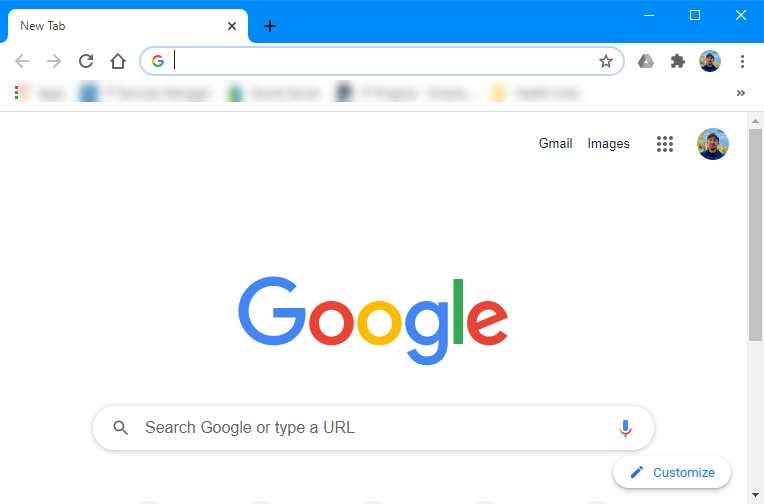 New Tab
Gmail Images
Google
Search Google or type a URL
Customize